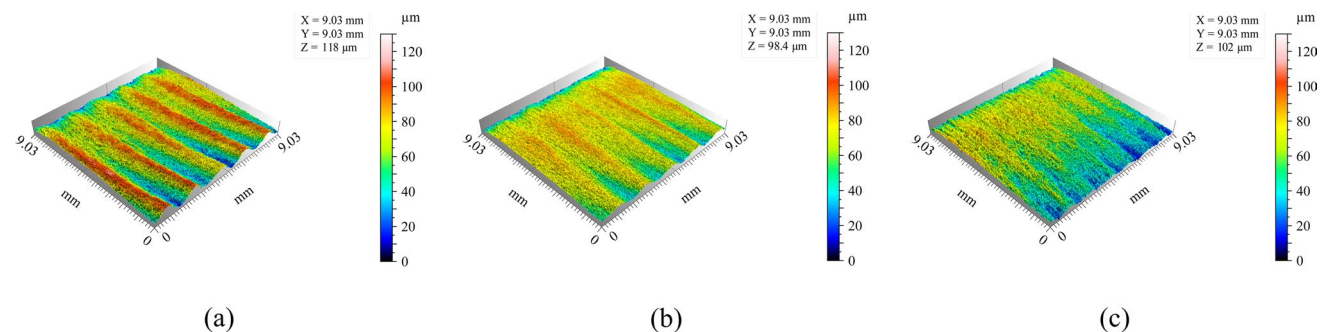 X = 9.03 mm
Y = 9.03 mm
Z = 118 µm
µm
120
100
80
60
40
20
0
9.03
9.03
mm
mm
0
0
(a)
X = 9.03 mm
Y = 9.03 mm
Z = 98.4 µm
µm
120
100
80
60
40
20
0
9.03
9.03
mm
mm
0
0
(b)
X = 9.03 mm
Y = 9.03 mm
Z = 102 µm
µm
120
100
80
60
40
20
0
9.03
9.03
mm
mm
0
0
(c)